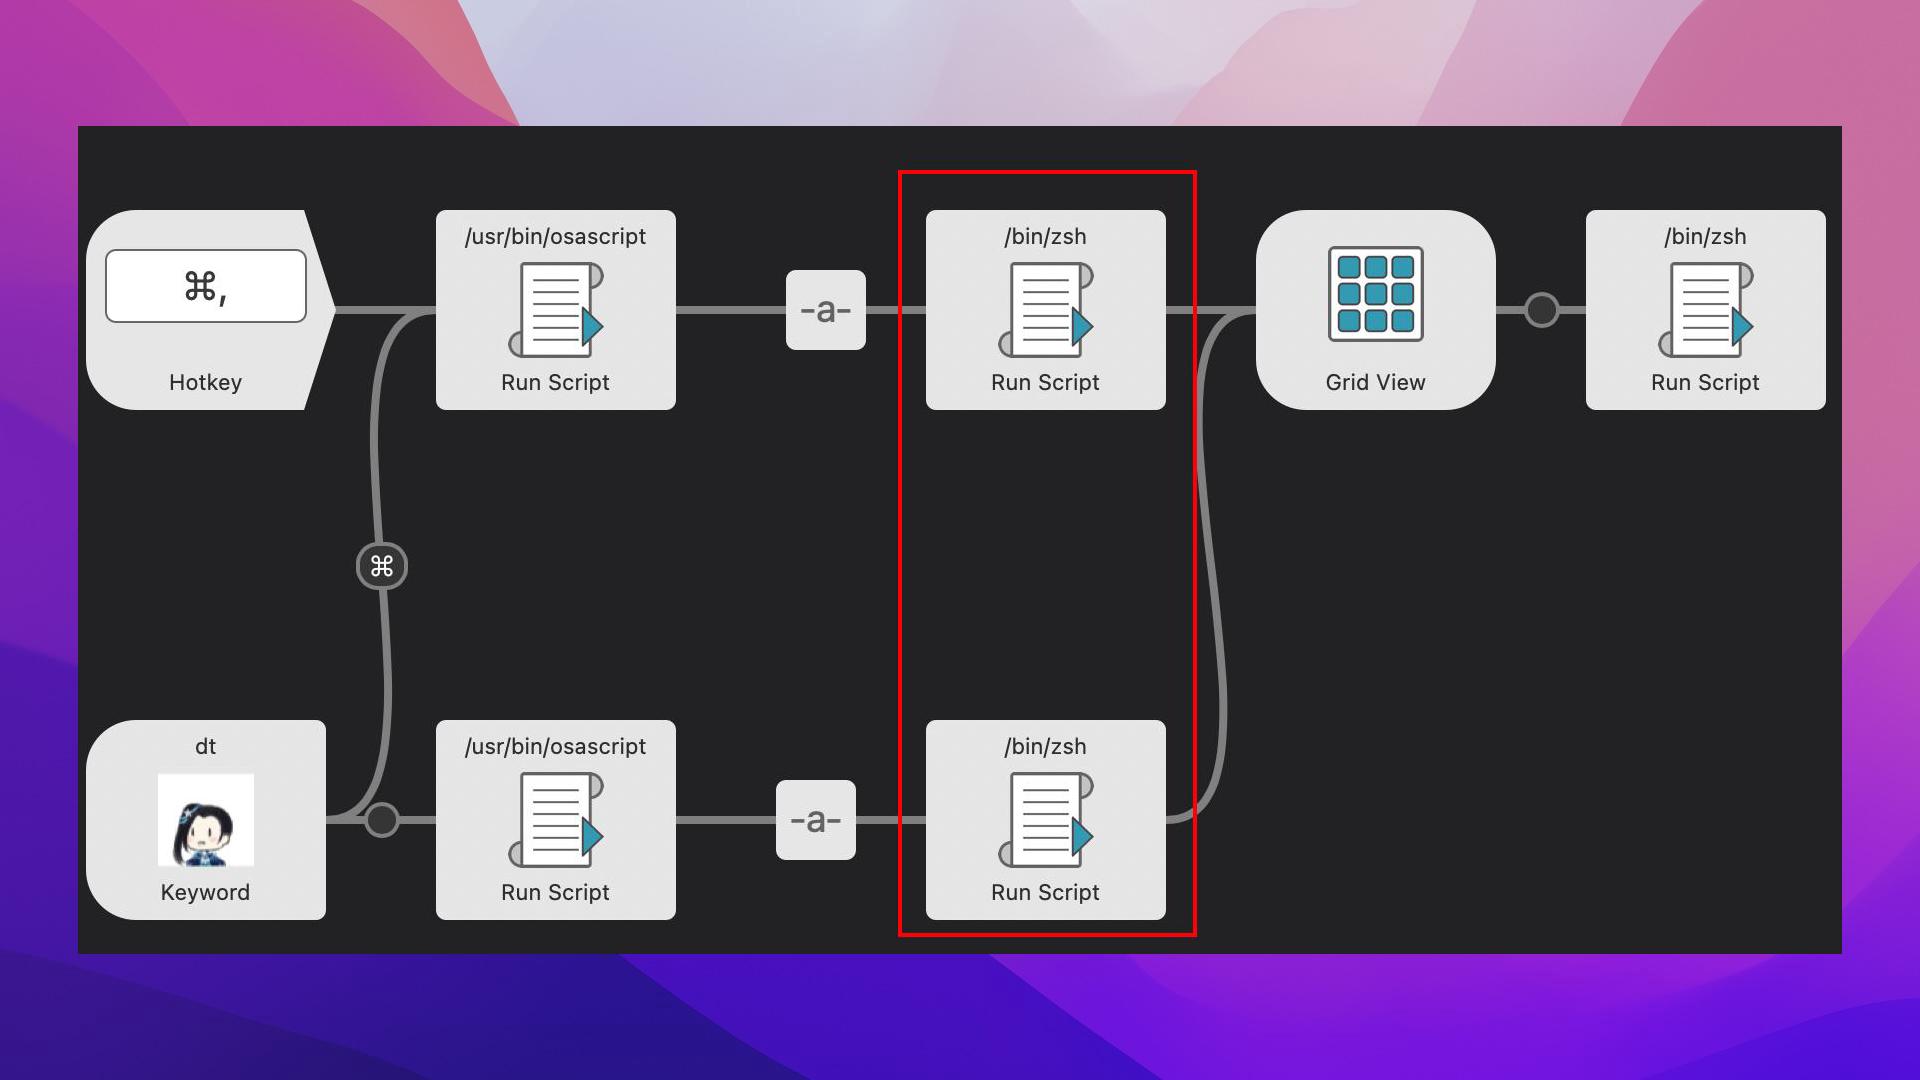 /usr/bin/osascript
/bin/zsh
/bin/zsh
⌘,
-a-
Hotkey
Run Script
Run Script
Grid View
Run Script
⌘
dt
/usr/bin/osascript
/bin/zsh
-a-
Keyword
Run Script
Run Script